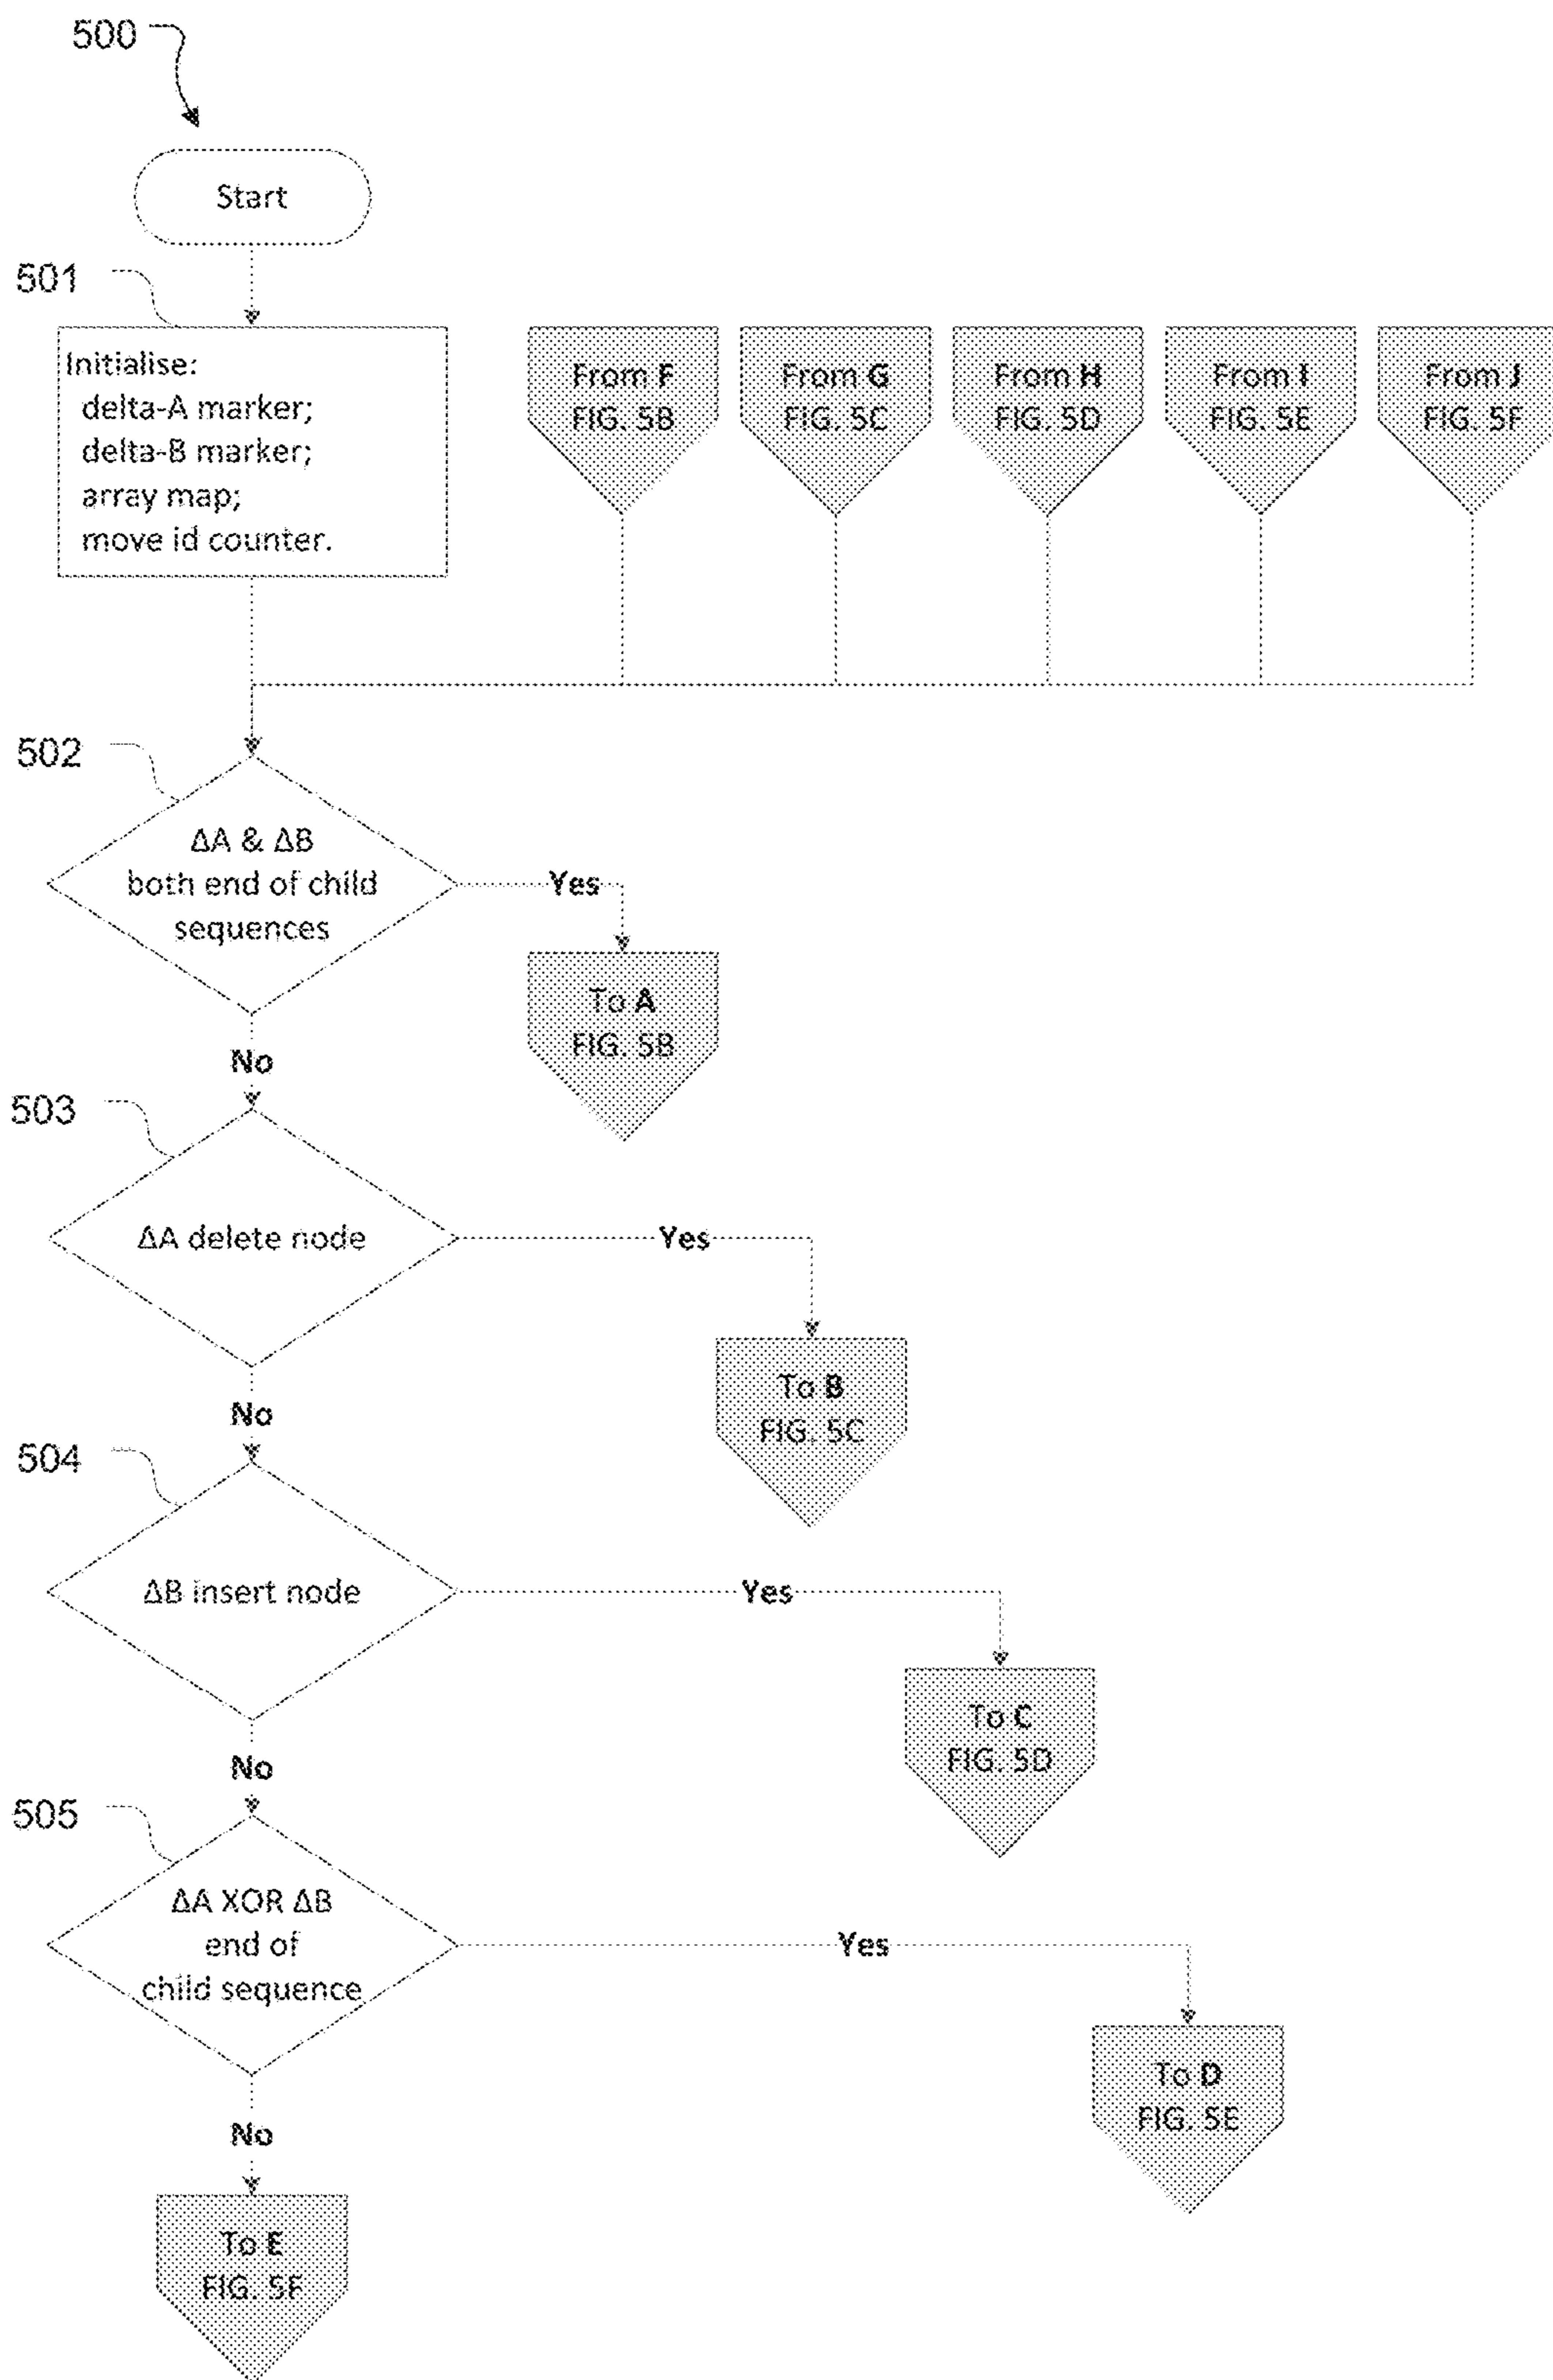 500
Start
501
Initialise:
delta-A marker;
delta-B marker;
array map;
move id counter.
From F
FIG. 5B
From G
FIG. 5C
From H
FIG. 5D
From I
FIG. 5E
From J
FIG. 5F
502
ΔA & ΔB
both end of child
sequences
Yes
To A
FIG. 5B
No
503
ΔA delete node
Yes
To B
FIG. 5C
No
504
ΔB insert node
Yes
To C
FIG. 5D
No
505
ΔA XOR ΔB
end of
child sequence
Yes
To D
FIG. 5E
No
To E
FIG. 5F